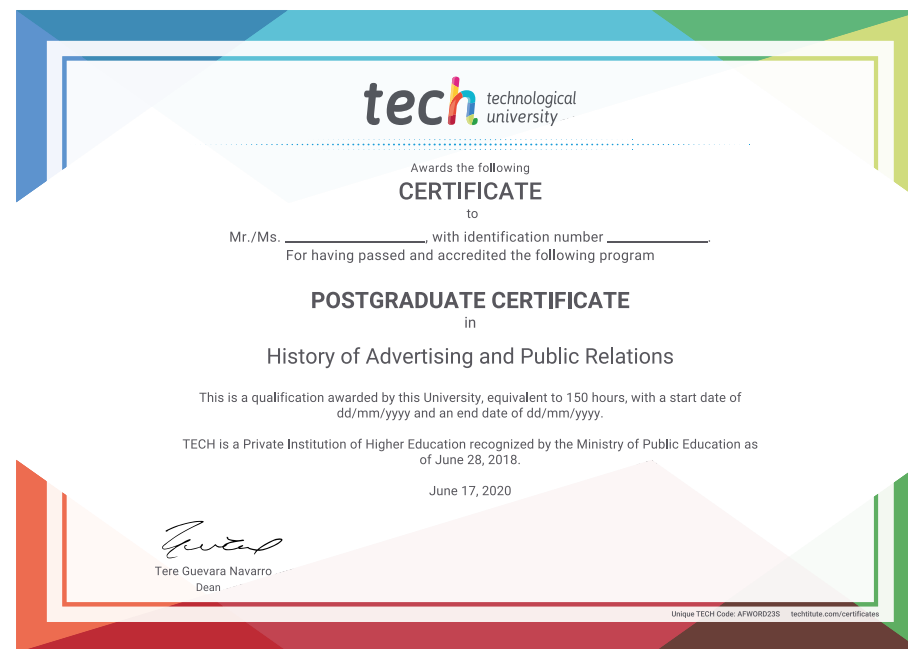 tech technological
university
Awards the following
CERTIFICATE
to
Mr./Ms. ____________________, with identification number ______________.
For having passed and accredited the following program
POSTGRADUATE CERTIFICATE
in
History of Advertising and Public Relations
This is a qualification awarded by this University, equivalent to 150 hours, with a start date of
dd/mm/yyyy and an end date of dd/mm/yyyy.
TECH is a Private Institution of Higher Education recognized by the Ministry of Public Education as
of June 28, 2018.
June 17, 2020
Tere Guevara Navarro
Dean
Unique TECH Code: AFWORD23S techtitute.com/certificates